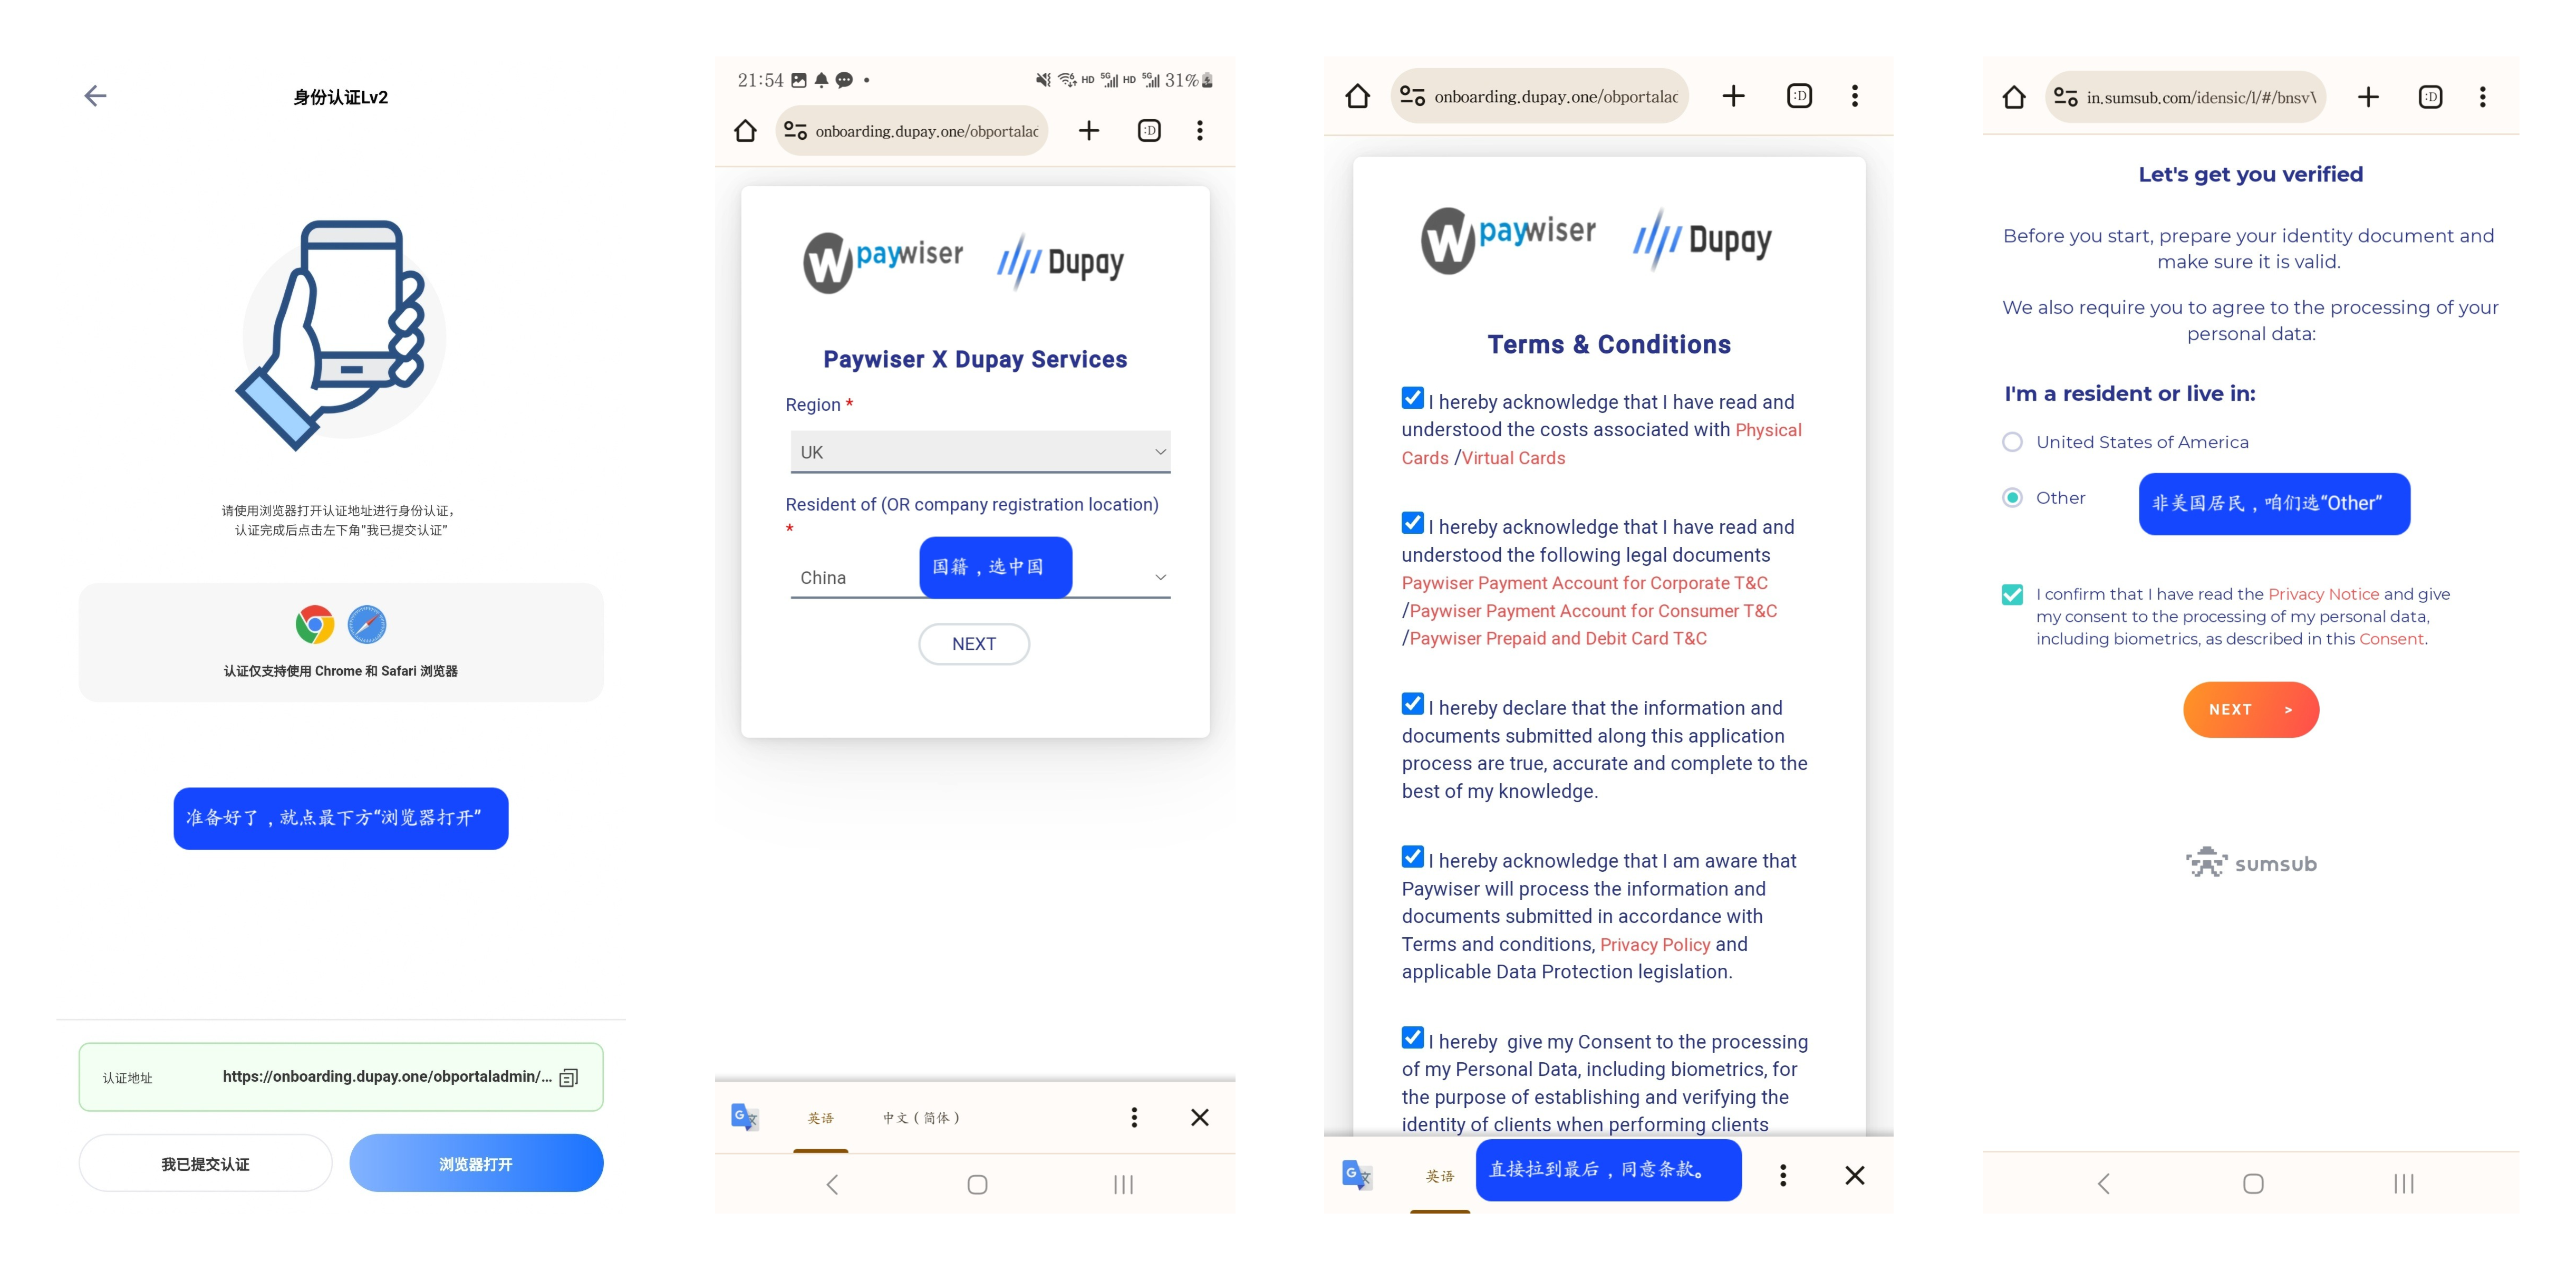 身份认证Lv2
请使用浏览器打开认证地址进行身份认证，
认证完成后点击左下角"我已提交认证"
认证仅支持使用 Chrome 和 Safari 浏览器
准备好了，就点最下方“浏览器打开”
认证地址 https://onboarding.dupay.one/obportaladmin/...
我已提交认证 浏览器打开
21:54 HD 5G HD 5G 31%
onboarding.dupay.one/obportalad
:D
W paywiser Dupay
Paywiser X Dupay Services
Region *
UK
Resident of (OR company registration location)
*
China
国籍，选中国
NEXT
G 文 英语 中文（简体）
onboarding.dupay.one/obportalad
:D
W paywiser Dupay
Terms & Conditions
I hereby acknowledge that I have read and
understood the costs associated with Physical
Cards /Virtual Cards
I hereby acknowledge that I have read and
understood the following legal documents
Paywiser Payment Account for Corporate T&C
/Paywiser Payment Account for Consumer T&C
/Paywiser Prepaid and Debit Card T&C
I hereby declare that the information and
documents submitted along this application
process are true, accurate and complete to the
best of my knowledge.
I hereby acknowledge that I am aware that
Paywiser will process the information and
documents submitted in accordance with
Terms and conditions, Privacy Policy and
applicable Data Protection legislation.
I hereby  give my Consent to the processing
of my Personal Data, including biometrics, for
the purpose of establishing and verifying the
identity of clients when performing clients
G 文 英语
直接拉到最后，同意条款。
in.sumsub.com/idensic/l/#/bnsv
:D
Let's get you verified
Before you start, prepare your identity document and
make sure it is valid.
We also require you to agree to the processing of your
personal data:
I'm a resident or live in:
United States of America
Other
非美国居民，咱们选“Other”
I confirm that I have read the Privacy Notice and give
my consent to the processing of my personal data,
including biometrics, as described in this Consent.
NEXT >
sumsub